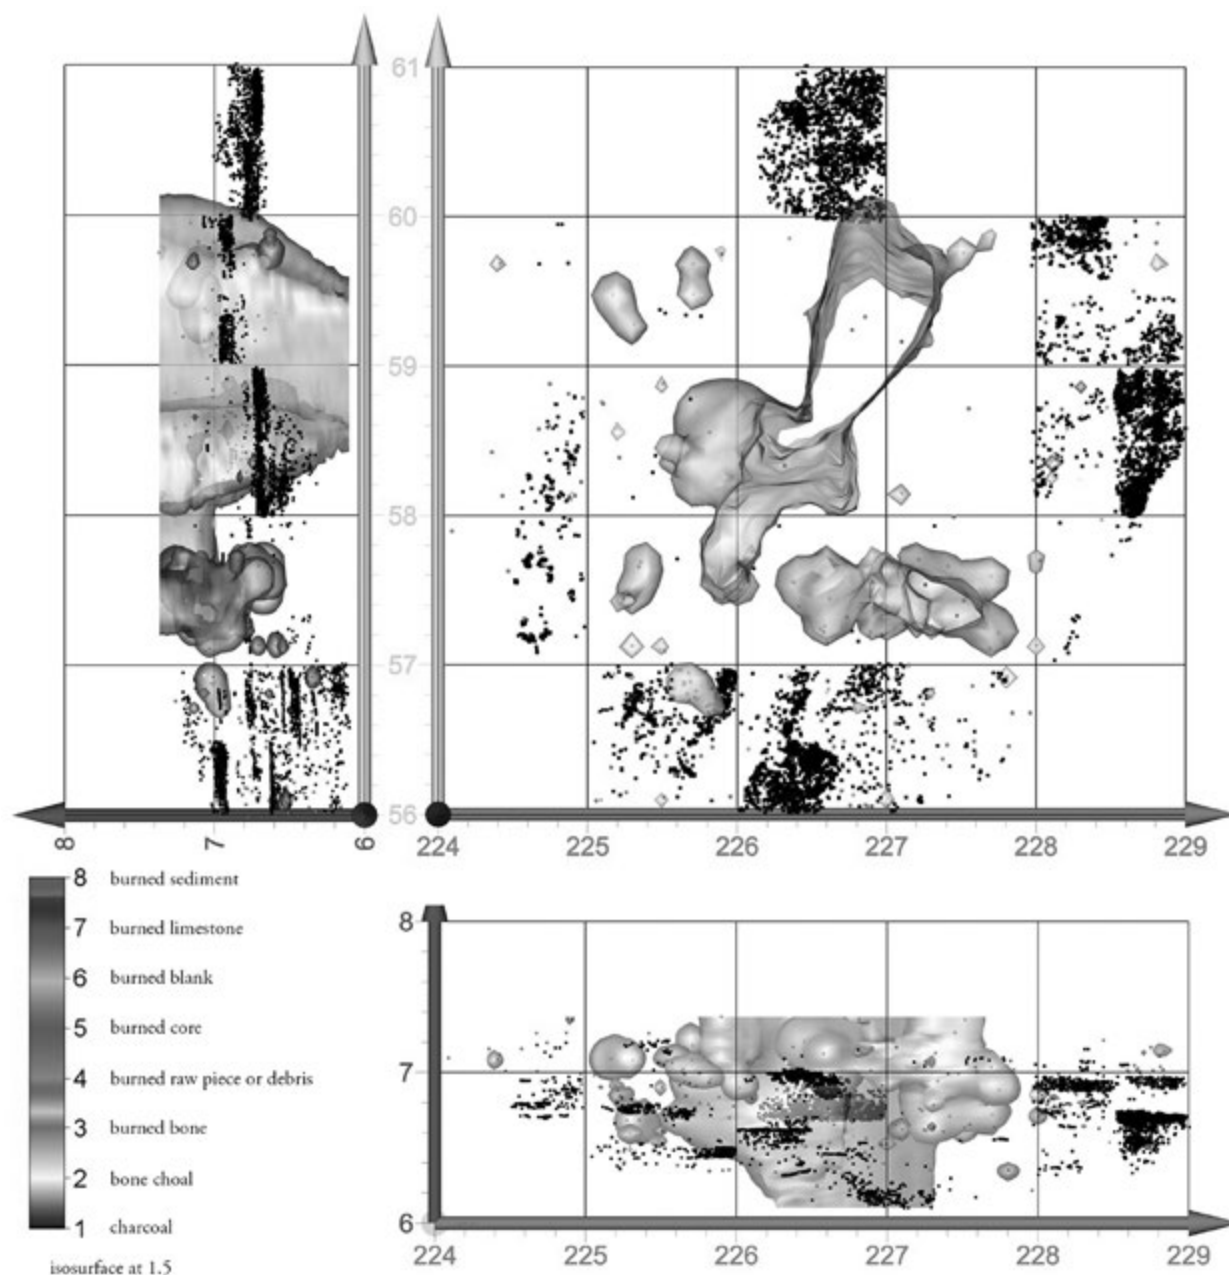 61
60
59
58
57
56
8 7 6
224 225 226 227 228 229
8 burned sediment
7 burned limestone
6 burned blank
5 burned core
4 burned raw piece or debris
3 burned bone
2 bone choal
1 charcoal
isosurface at 1.5
8
7
6
224 225 226 227 228 229